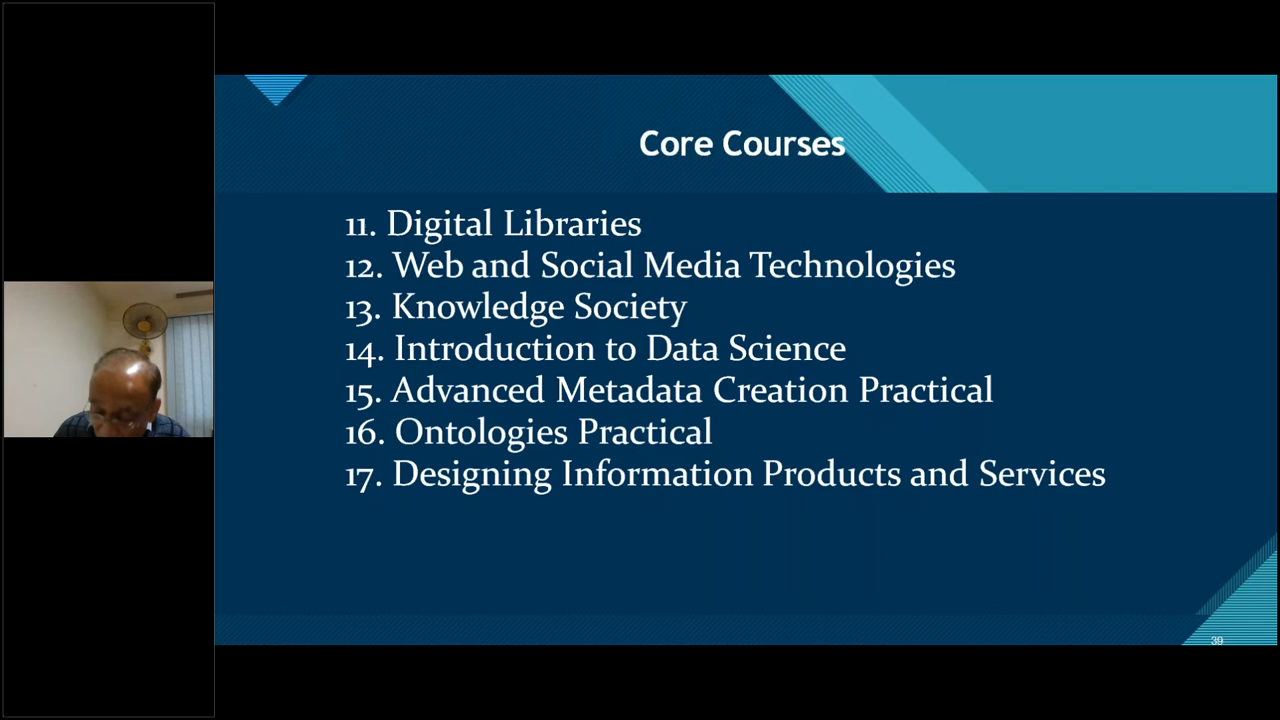 Core Courses
11. Digital Libraries
12. Web and Social Media Technologies
13. Knowledge Society
14. Introduction to Data Science
15. Advanced Metadata Creation Practical
16. Ontologies Practical
17. Designing Information Products and Services
39